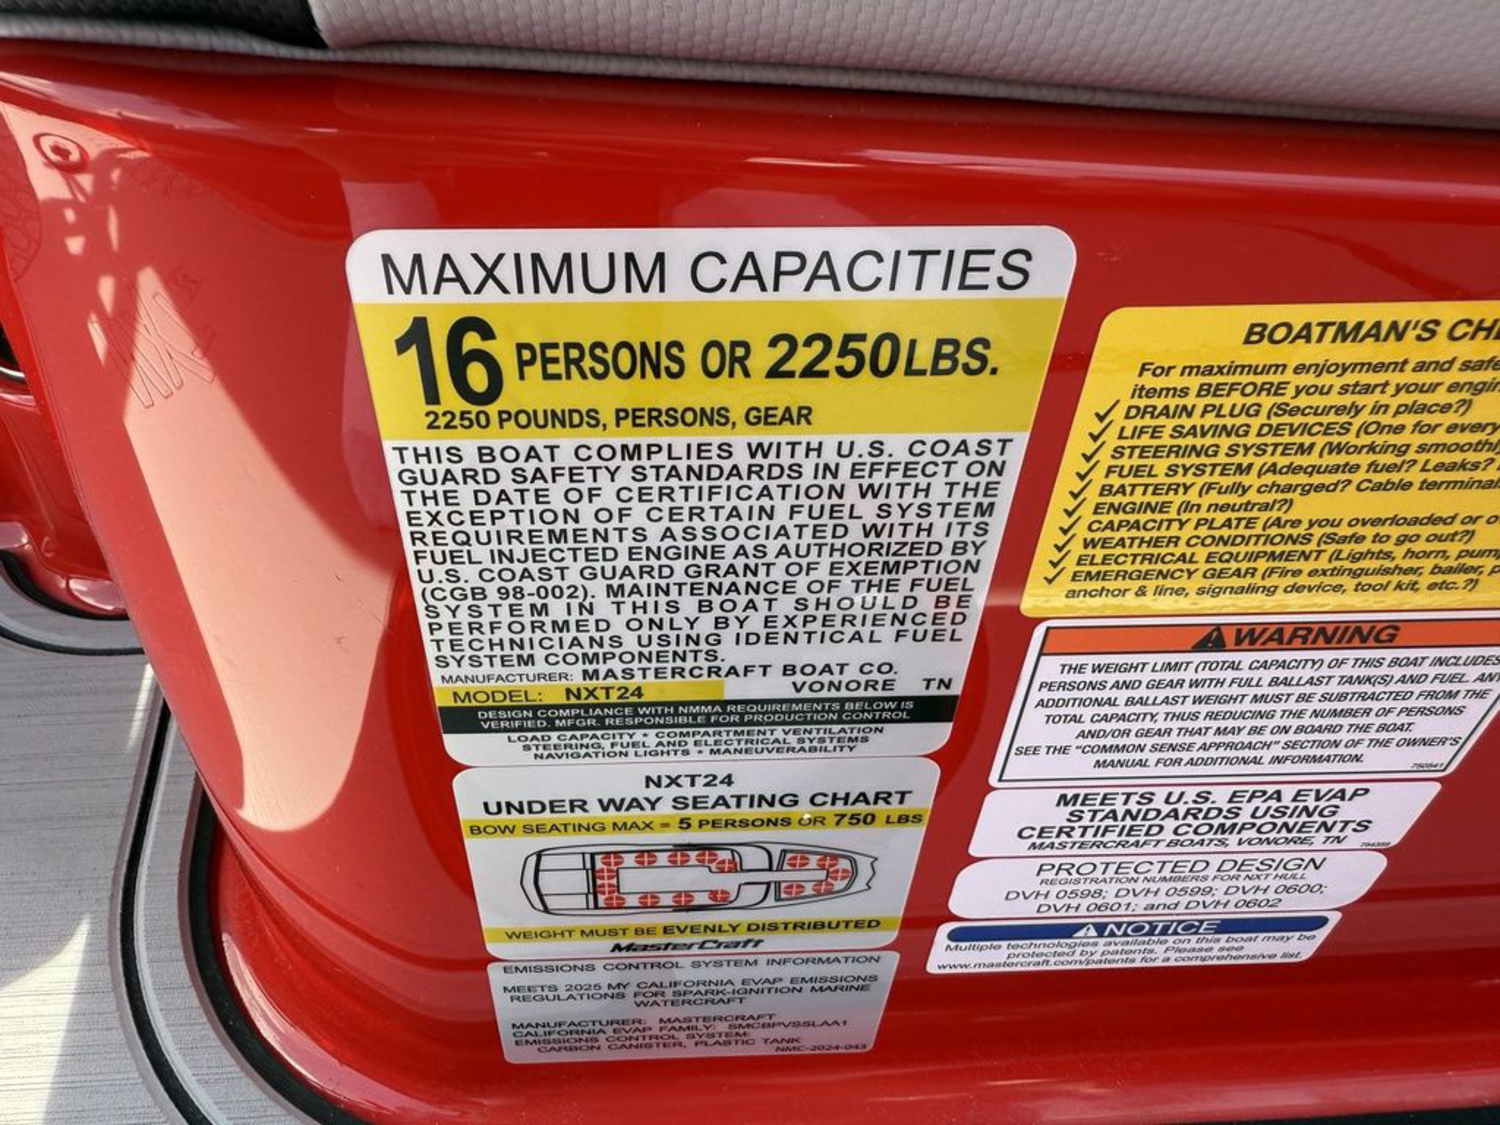 MAXIMUM CAPACITIES
16 PERSONS OR 2250 LBS.
2250 POUNDS, PERSONS, GEAR
THIS BOAT COMPLIES WITH U.S. COAST
GUARD SAFETY STANDARDS IN EFFECT ON
THE DATE OF CERTIFICATION WITH THE
EXCEPTION OF CERTAIN FUEL SYSTEM
REQUIREMENTS ASSOCIATED WITH ITS
FUEL INJECTED ENGINE AS AUTHORIZED BY
U.S. COAST GUARD GRANT OF EXEMPTION
(CGB 98-002). MAINTENANCE OF THE FUEL
SYSTEM IN THIS BOAT SHOULD BE
PERFORMED ONLY BY EXPERIENCED
TECHNICIANS USING IDENTICAL FUEL
SYSTEM COMPONENTS.
MANUFACTURER: MASTERCRAFT BOAT CO.
MODEL: NXT24 VONORE TN
DESIGN COMPLIANCE WITH NMMA REQUIREMENTS BELOW IS
VERIFIED. MFGR. RESPONSIBLE FOR PRODUCTION CONTROL
LOAD CAPACITY * COMPARTMENT VENTILATION
STEERING, FUEL AND ELECTRICAL SYSTEMS
NAVIGATION LIGHTS * MANEUVERABILITY
NXT24
UNDER WAY SEATING CHART
BOW SEATING MAX = 5 PERSONS OR 750 LBS
WEIGHT MUST BE EVENLY DISTRIBUTED
MasterCraft
EMISSIONS CONTROL SYSTEM INFORMATION
MEETS 2025 MY CALIFORNIA EVAP EMISSIONS
REGULATIONS FOR SPARK-IGNITION MARINE
WATERCRAFT
MANUFACTURER: MASTERCRAFT
CALIFORNIA EVAP FAMILY: SMCBPVSSLAA1
EMISSIONS CONTROL SYSTEM:
CARBON CANISTER, PLASTIC TANK
NMC-2024-043
BOATMAN'S CHE
For maximum enjoyment and safe
items BEFORE you start your engin
✓ DRAIN PLUG (Securely in place?)
✓ LIFE SAVING DEVICES (One for every
✓ STEERING SYSTEM (Working smoothl
✓ FUEL SYSTEM (Adequate fuel? Leaks?
✓ BATTERY (Fully charged? Cable terminal
✓ ENGINE (In neutral?)
✓ CAPACITY PLATE (Are you overloaded or o
✓ WEATHER CONDITIONS (Safe to go out?)
✓ ELECTRICAL EQUIPMENT (Lights, horn, pump
✓ EMERGENCY GEAR (Fire extinguisher, bailer, p
anchor & line, signaling device, tool kit, etc.?)
WARNING
THE WEIGHT LIMIT (TOTAL CAPACITY) OF THIS BOAT INCLUDES
PERSONS AND GEAR WITH FULL BALLAST TANK(S) AND FUEL. ANY
ADDITIONAL BALLAST WEIGHT MUST BE SUBTRACTED FROM THE
TOTAL CAPACITY, THUS REDUCING THE NUMBER OF PERSONS
AND/OR GEAR THAT MAY BE ON BOARD THE BOAT.
SEE THE "COMMON SENSE APPROACH" SECTION OF THE OWNER'S
MANUAL FOR ADDITIONAL INFORMATION.
750541
MEETS U.S. EPA EVAP
STANDARDS USING
CERTIFIED COMPONENTS
MASTERCRAFT BOATS, VONORE, TN
PROTECTED DESIGN
REGISTRATION NUMBERS FOR NXT HULL
DVH 0598; DVH 0599; DVH 0600;
DVH 0601; and DVH 0602
NOTICE
Multiple technologies available on this boat may be
protected by patents. Please see
www.mastercraft.com/patents for a comprehensive list.